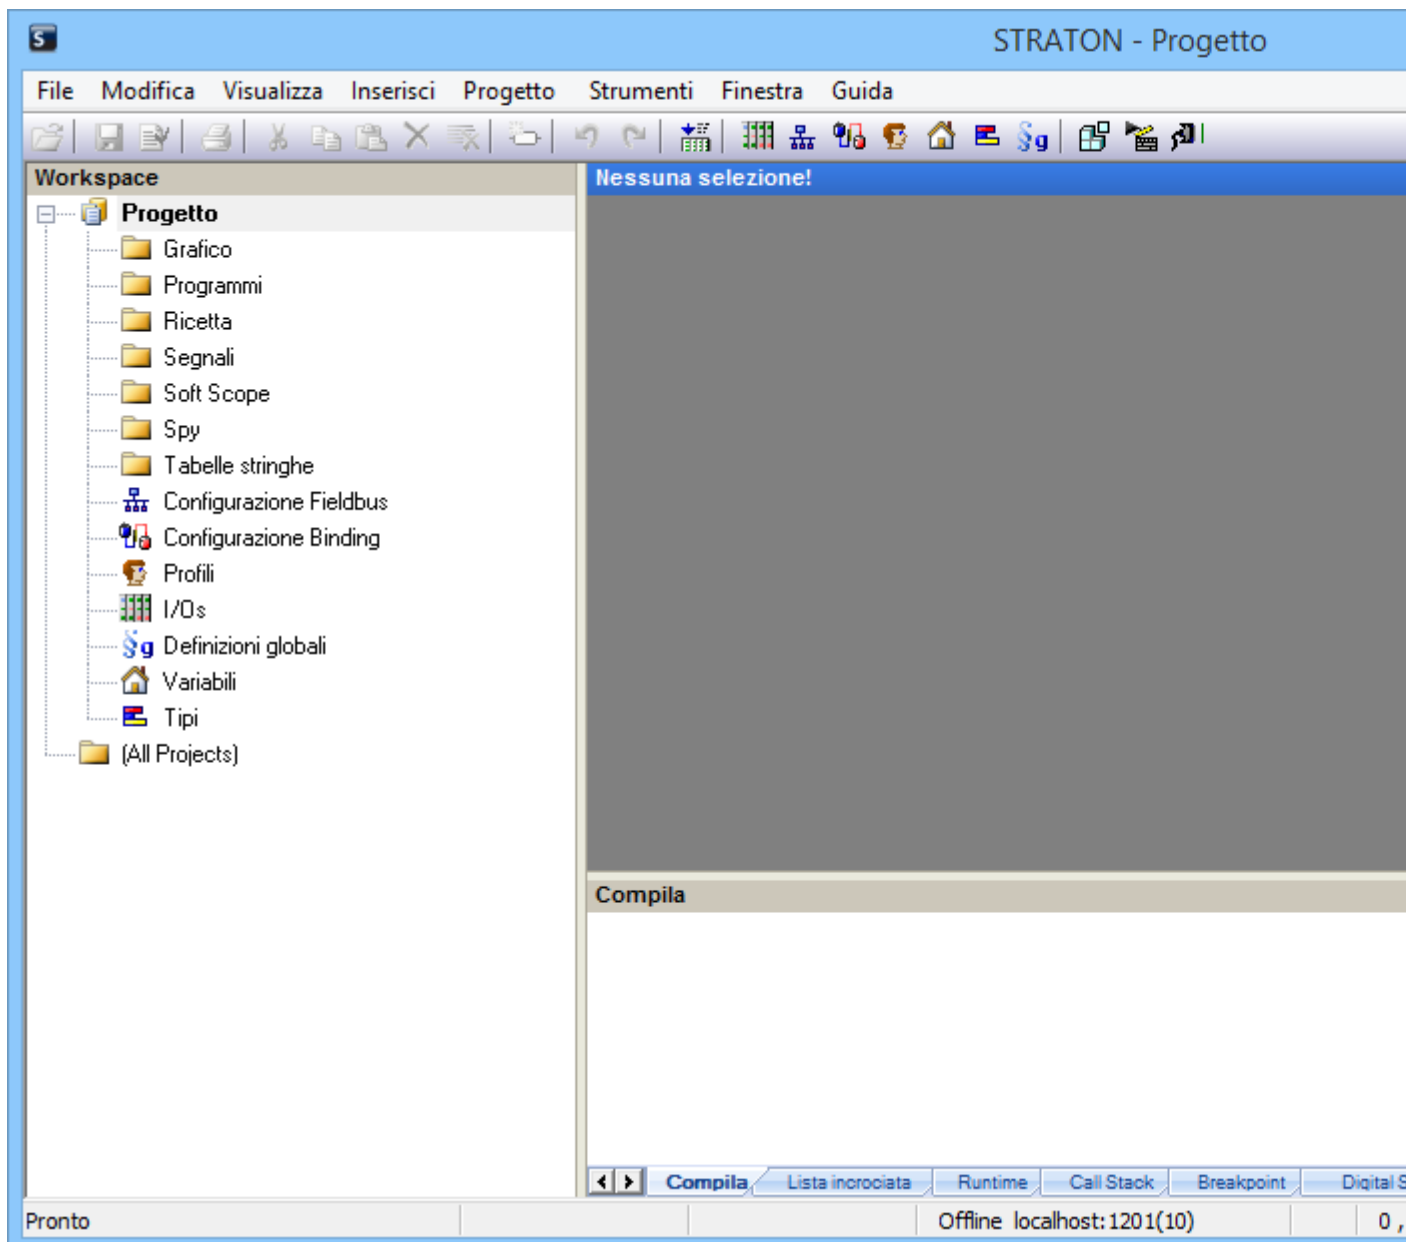 STRATON - Progetto
File Modifica Visualizza Inserisci Progetto Strumenti Finestra Guida
Workspace
Progetto
Grafico
Programmi
Ricetta
Segnali
Soft Scope
Spy
Tabelle stringhe
Configurazione Fieldbus
Configurazione Binding
Profili
I/Os
Definizioni globali
Variabili
Tipi
(All Projects)
Nessuna selezione!
Compila
Compila Lista incrociata Runtime Call Stack Breakpoint Digital S
Pronto Offline localhost:1201(10) 0 ,